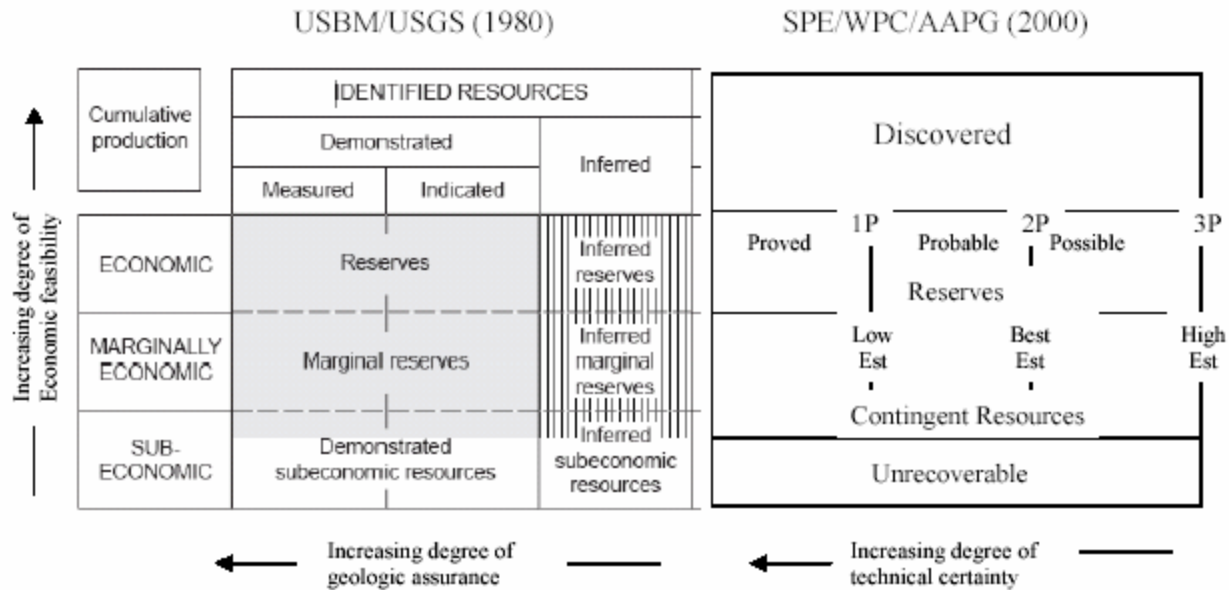 USBM/USGS (1980)
SPE/WPC/AAPG (2000)
Increasing degree of
Economic feasibility
Cumulative
production
IDENTIFIED RESOURCES
Demonstrated
Inferred
Measured
Indicated
ECONOMIC
Reserves
Inferred
reserves
MARGINALLY
ECONOMIC
Marginal reserves
Inferred
marginal
reserves
SUB-
ECONOMIC
Demonstrated
subeconomic resources
Inferred
subeconomic
resources
Increasing degree of
geologic assurance
Discovered
1P
2P
3P
Proved
Probable
Possible
Reserves
Low
Est
Best
Est
High
Est
Contingent Resources
Unrecoverable
Increasing degree of
technical certainty